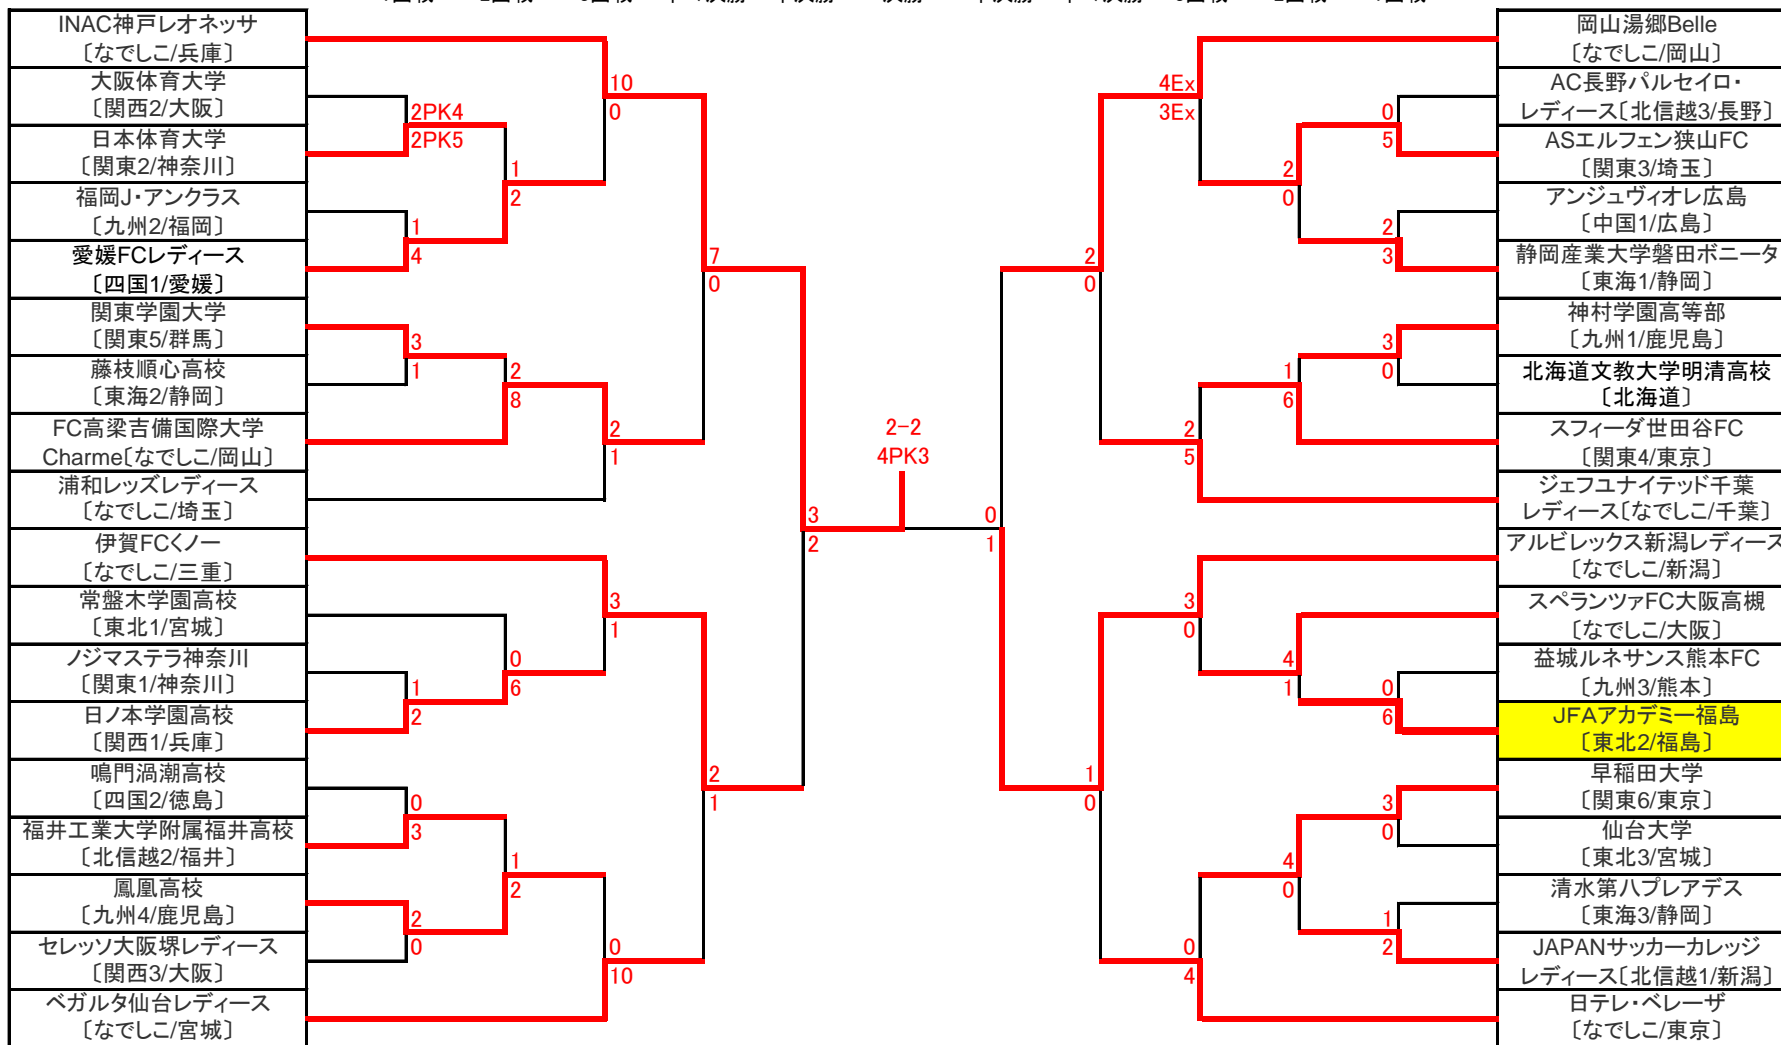 INAC神戸レオネッサ
〔なでしこ/兵庫〕
大阪体育大学
〔関西2/大阪〕
日本体育大学
〔関東2/神奈川〕
福岡J・アンクラス
〔九州2/福岡〕
愛媛FCレディース
〔四国1/愛媛〕
関東学園大学
〔関東5/群馬〕
藤枝順心高校
〔東海2/静岡〕
FC高梁吉備国際大学
Charme〔なでしこ/岡山〕
浦和レッズレディース
〔なでしこ/埼玉〕
伊賀FCくノ一
〔なでしこ/三重〕
常盤木学園高校
〔東北1/宮城〕
ノジマステラ神奈川
〔関東1/神奈川〕
日ノ本学園高校
〔関西1/兵庫〕
鳴門渦潮高校
〔四国2/徳島〕
福井工業大学附属福井高校
〔北信越2/福井〕
鳳凰高校
〔九州4/鹿児島〕
セレッソ大阪堺レディース
〔関西3/大阪〕
ベガルタ仙台レディース
〔なでしこ/宮城〕
2PK4
2PK5
1
4
3
1
1
2
0
3
2
0
1
2
2
8
0
6
1
2
10
0
2
1
3
1
0
10
7
0
2
1
3
2
2-2
4PK3
0
1
2
0
1
0
4Ex
3Ex
2
5
3
0
0
4
2
0
1
6
4
1
4
0
0
5
2
3
3
0
0
6
3
0
1
2
岡山湯郷Belle
〔なでしこ/岡山〕
AC長野パルセイロ・
レディース〔北信越3/長野〕
ASエルフェン狭山FC
〔関東3/埼玉〕
アンジュヴィオレ広島
〔中国1/広島〕
静岡産業大学磐田ボニータ
〔東海1/静岡〕
神村学園高等部
〔九州1/鹿児島〕
北海道文教大学明清高校
〔北海道〕
スフィーダ世田谷FC
〔関東4/東京〕
ジェフユナイテッド千葉
レディース〔なでしこ/千葉〕
アルビレックス新潟レディース
〔なでしこ/新潟〕
スペランツァFC大阪高槻
〔なでしこ/大阪〕
益城ルネサンス熊本FC
〔九州3/熊本〕
JFAアカデミー福島
〔東北2/福島〕
早稲田大学
〔関東6/東京〕
仙台大学
〔東北3/宮城〕
清水第八プレアデス
〔東海3/静岡〕
JAPANサッカーカレッジ
レディース〔北信越1/新潟〕
日テレ・ベレーザ
〔なでしこ/東京〕